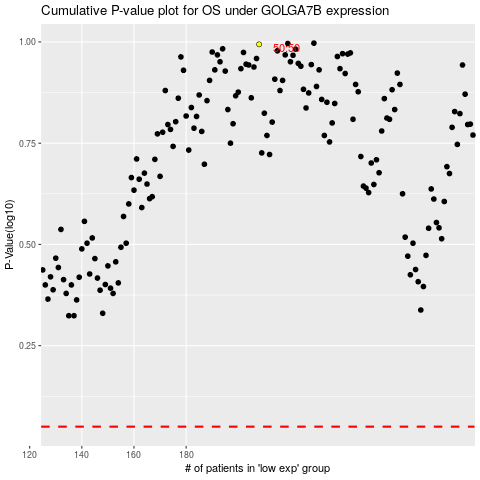 Cumulative P-value plot for OS under GOLGA7B expression
P-Value(log10)
1.00
0.75
0.50
0.25
50:50
120 140 160 180
# of patients in 'low exp' group